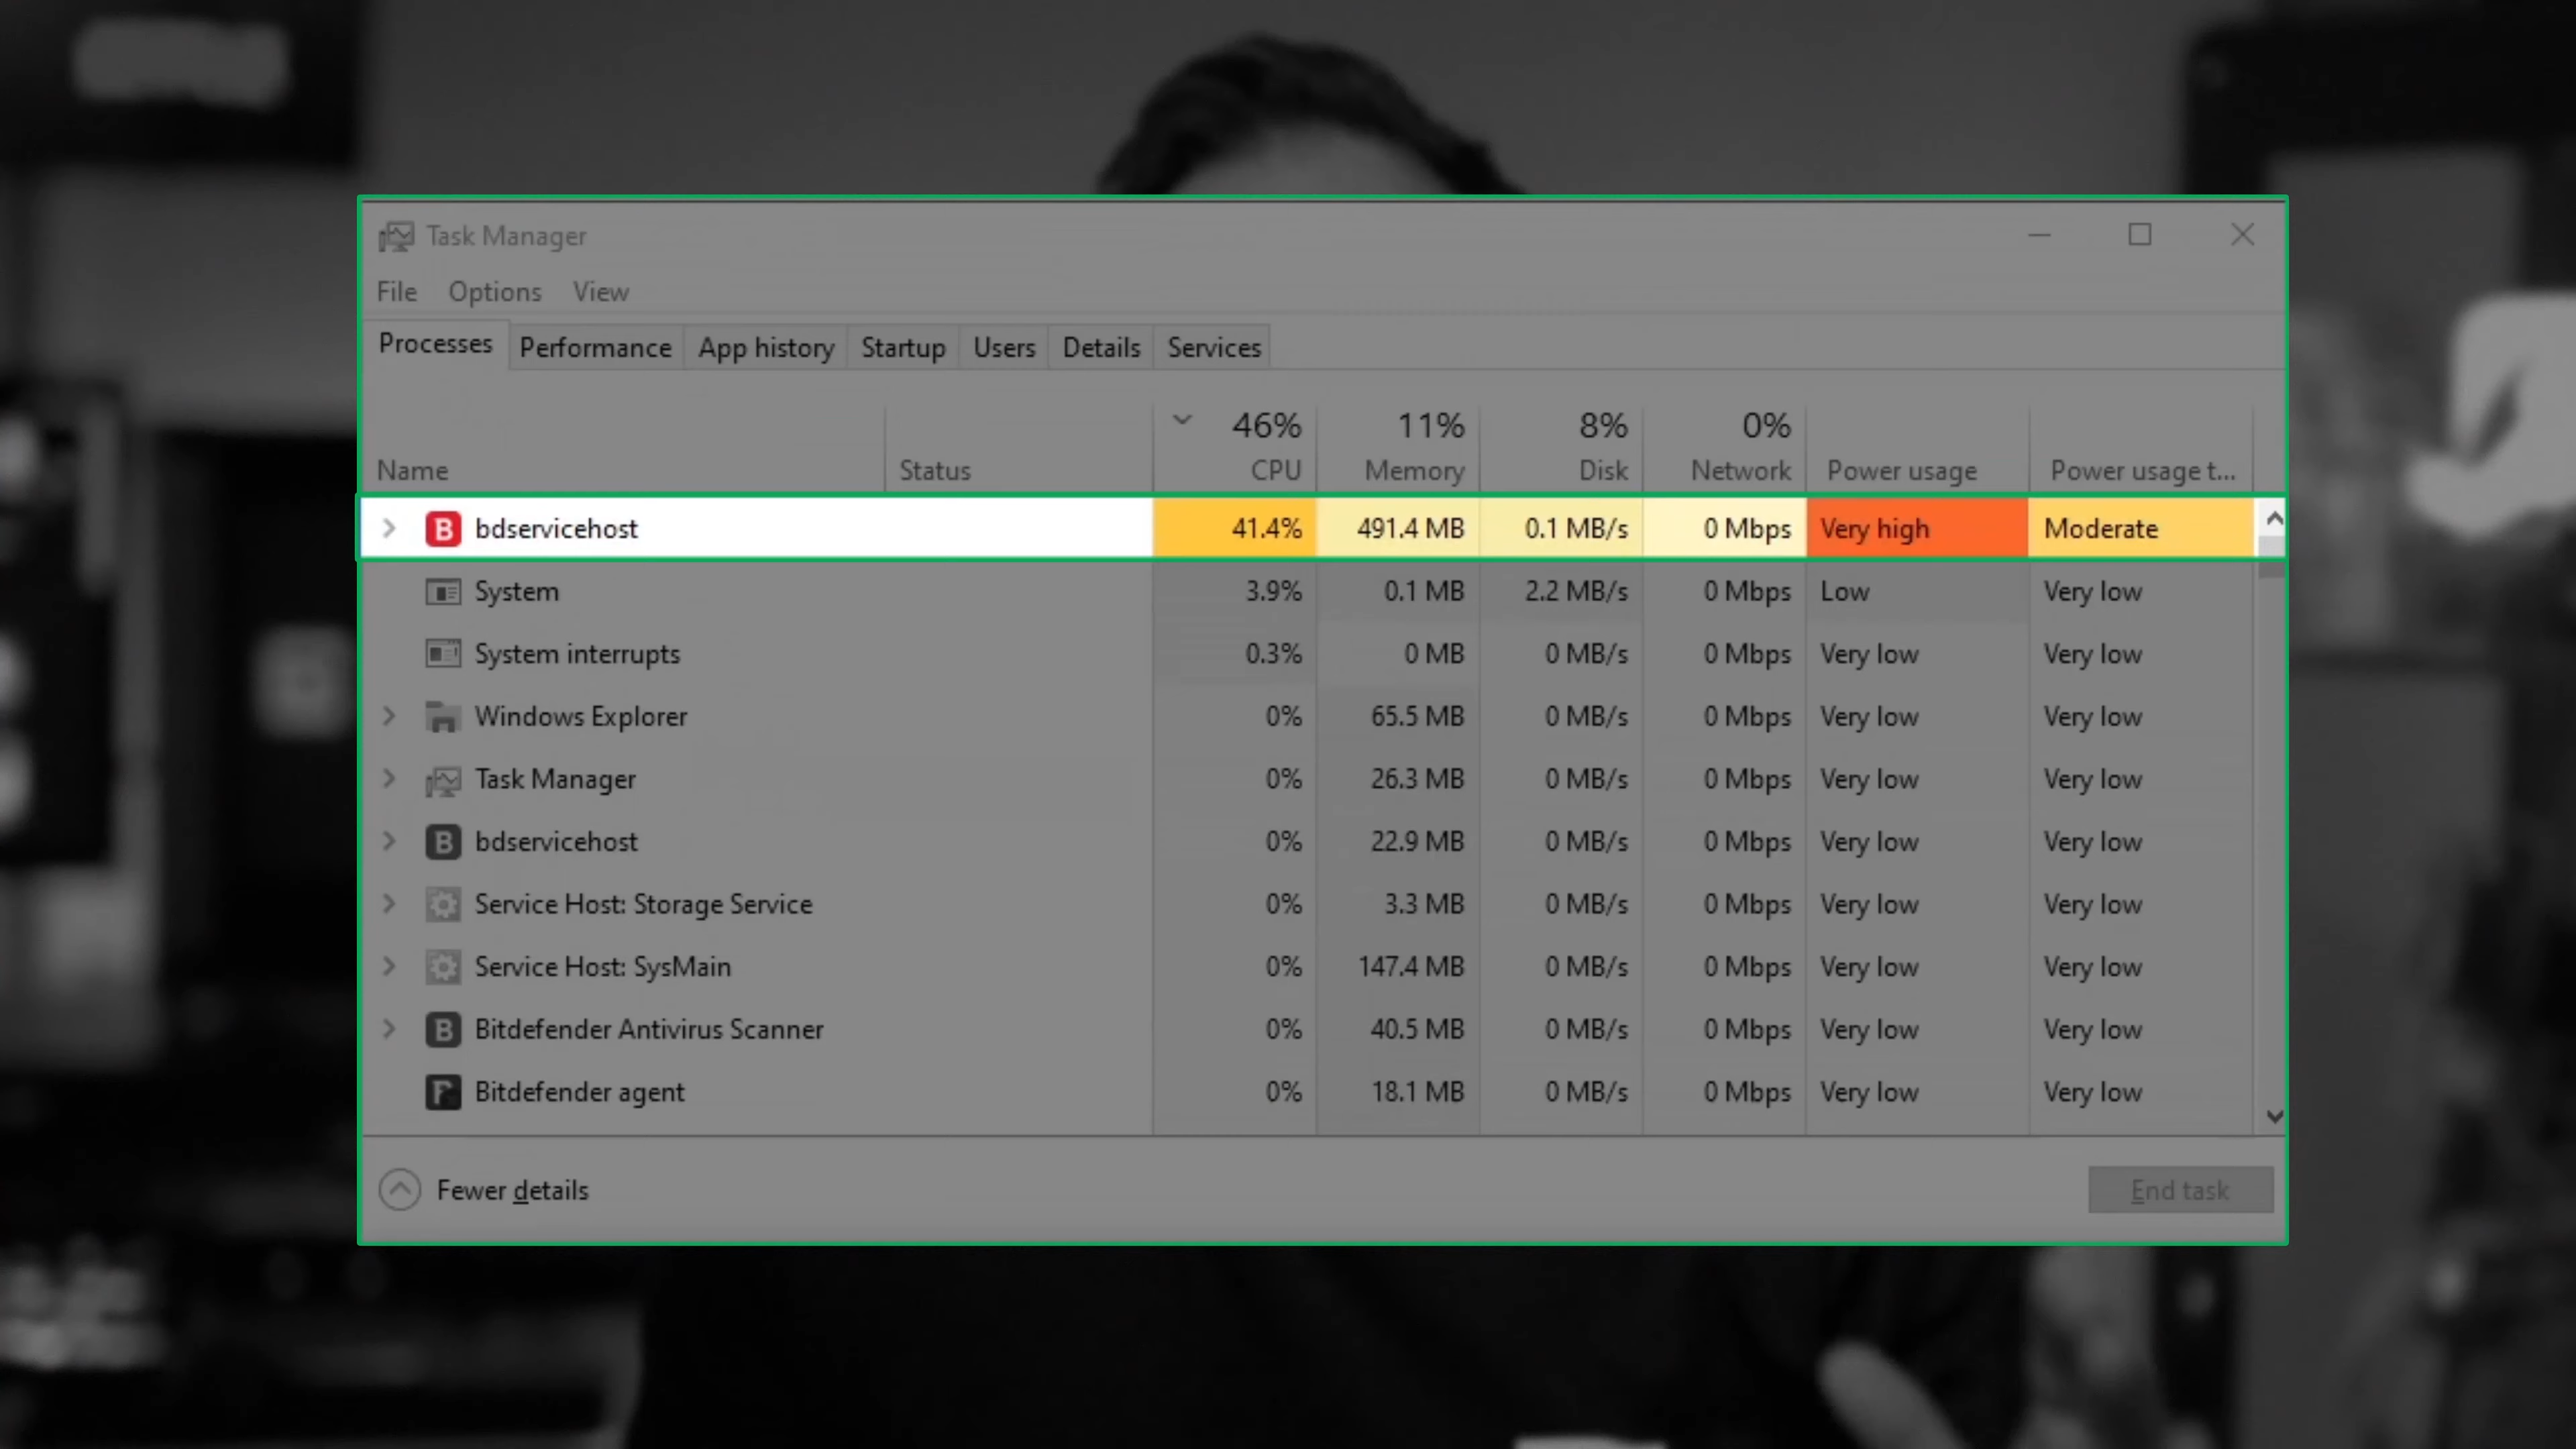 Task Manager
File Options View
Processes Performance App history Startup Users Details Services
46% 11% 8% 0%
Name Status CPU Memory Disk Network Power usage Power usage t...
B bdservicehost 41.4% 491.4 MB 0.1 MB/s 0 Mbps Very high Moderate
System 3.9% 0.1 MB 2.2 MB/s 0 Mbps Low Very low
System interrupts 0.3% 0 MB 0 MB/s 0 Mbps Very low Very low
Windows Explorer 0% 65.5 MB 0 MB/s 0 Mbps Very low Very low
Task Manager 0% 26.3 MB 0 MB/s 0 Mbps Very low Very low
B bdservicehost 0% 22.9 MB 0 MB/s 0 Mbps Very low Very low
Service Host: Storage Service 0% 3.3 MB 0 MB/s 0 Mbps Very low Very low
Service Host: SysMain 0% 147.4 MB 0 MB/s 0 Mbps Very low Very low
B Bitdefender Antivirus Scanner 0% 40.5 MB 0 MB/s 0 Mbps Very low Very low
Bitdefender agent 0% 18.1 MB 0 MB/s 0 Mbps Very low Very low
Fewer details End task